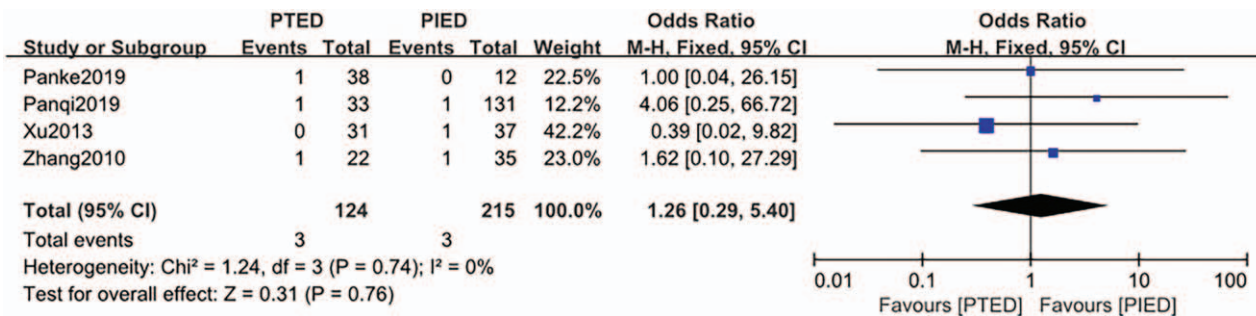 PTED PIED Odds Ratio Odds Ratio
Study or Subgroup Events Total Events Total Weight M-H, Fixed, 95% CI M-H, Fixed, 95% CI
Panke2019 1 38 0 12 22.5% 1.00 [0.04, 26.15]
Panqi2019 1 33 1 131 12.2% 4.06 [0.25, 66.72]
Xu2013 0 31 1 37 42.2% 0.39 [0.02, 9.82]
Zhang2010 1 22 1 35 23.0% 1.62 [0.10, 27.29]
Total (95% CI) 124 215 100.0% 1.26 [0.29, 5.40]
Total events 3 3
Heterogeneity: Chi² = 1.24, df = 3 (P = 0.74); I² = 0%
Test for overall effect: Z = 0.31 (P = 0.76)
0.01 0.1 1 10 100
Favours [PTED] Favours [PIED]